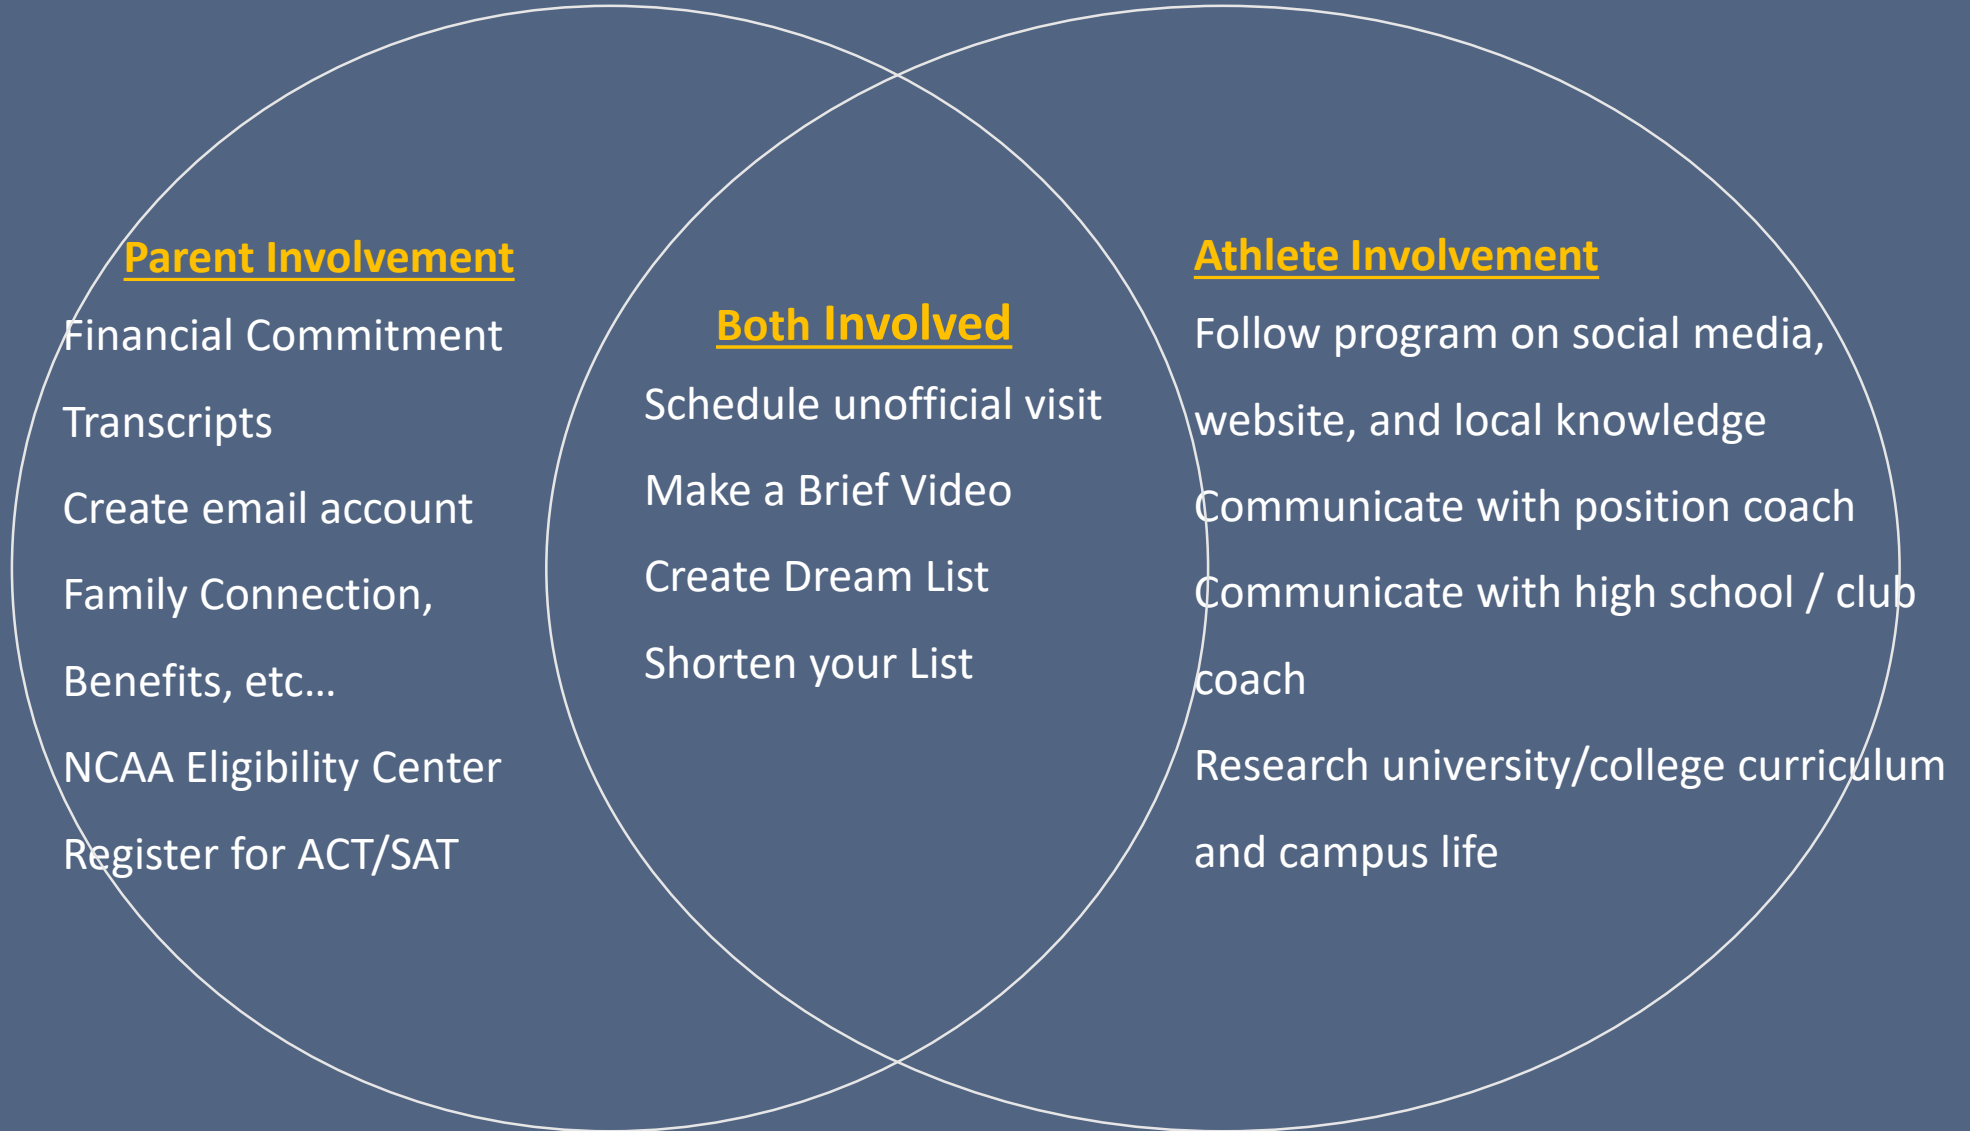 Parent Involvement
Financial Commitment
Transcripts
Create email account
Family Connection,
Benefits, etc…
NCAA Eligibility Center
Register for ACT/SAT
Both Involved
Schedule unofficial visit
Make a Brief Video
Create Dream List
Shorten your List
Athlete Involvement
Follow program on social media,
website, and local knowledge
Communicate with position coach
Communicate with high school / club
coach
Research university/college curriculum
and campus life